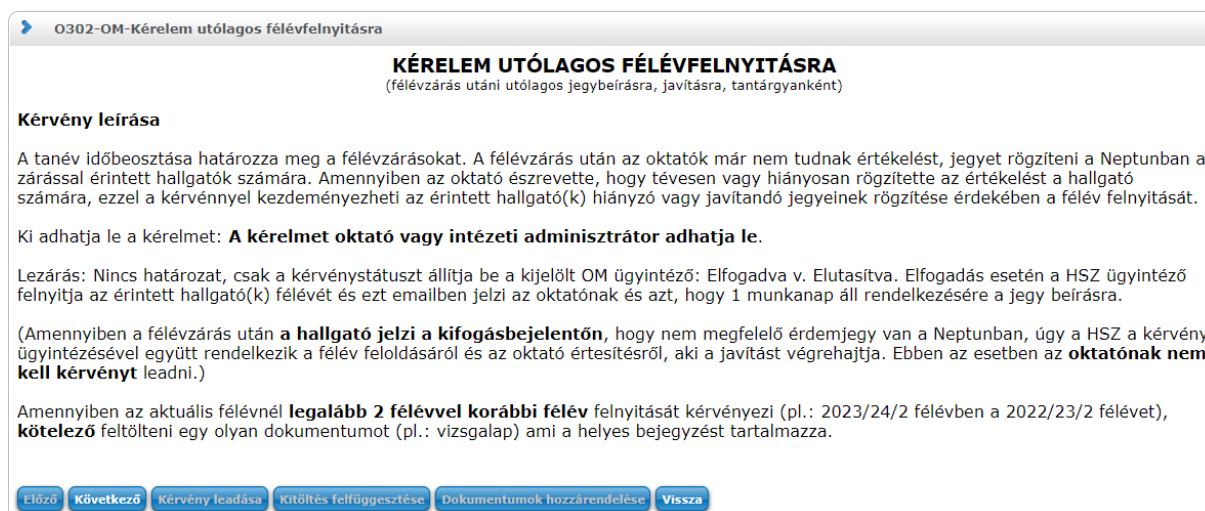 O302-OM-Kérelem utólagos félévfelnyitásra
KÉRELEM UTÓLAGOS FÉLÉVFELNYITÁSRA
(félévzárás utáni utólagos jegybeírásra, javításra, tantárgyanként)
Kérvény leírása
A tanév időbeosztása határozza meg a félévzárásokat. A félévzárás után az oktatók már nem tudnak értékelést, jegyet rögzíteni a Neptunban a
zárással érintett hallgatók számára. Amennyiben az oktató észrevette, hogy tévesen vagy hiányosan rögzítette az értékelést a hallgató
számára, ezzel a kérvénnyel kezdeményezheti az érintett hallgató(k) hiányzó vagy javítandó jegyeinek rögzítése érdekében a félév felnyitását.
Ki adhatja le a kérelmet: A kérelmet oktató vagy intézeti adminisztrátor adhatja le.
Lezárás: Nincs határozat, csak a kérvénystátuszt állítja be a kijelölt OM ügyintéző: Elfogadva v. Elutasítva. Elfogadás esetén a HSZ ügyintéző
felnyitja az érintett hallgató(k) félévét és ezt emailben jelzi az oktatónak és azt, hogy 1 munkanap áll rendelkezésére a jegy beírásra.
(Amennyiben a félévzárás után a hallgató jelzi a kifogásbejelentőn, hogy nem megfelelő érdemjegy van a Neptunban, úgy a HSZ a kérvény
ügyintézésével együtt rendelkezik a félév feloldásáról és az oktató értesítésről, aki a javítást végrehajtja. Ebben az esetben az oktatónak nem
kell kérvényt leadni.)
Amennyiben az aktuális félévnél legalább 2 félévvel korábbi félév felnyitását kérvényezi (pl.: 2023/24/2 félévben a 2022/23/2 félévet),
kötelező feltölteni egy olyan dokumentumot (pl.: vizsgalap) ami a helyes bejegyzést tartalmazza.
Előző Következő Kérvény leadása Kitöltés felfüggesztése Dokumentumok hozzárendelése Vissza